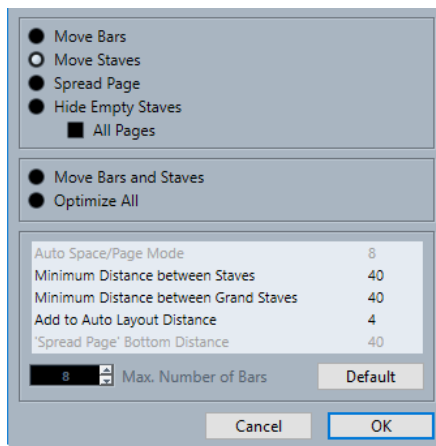 Move Bars
Move Staves
Spread Page
Hide Empty Staves
All Pages
Move Bars and Staves
Optimize All
Auto Space/Page Mode 8
Minimum Distance between Staves 40
Minimum Distance between Grand Staves 40
Add to Auto Layout Distance 4
'Spread Page' Bottom Distance 40
8 Max. Number of Bars Default
Cancel OK